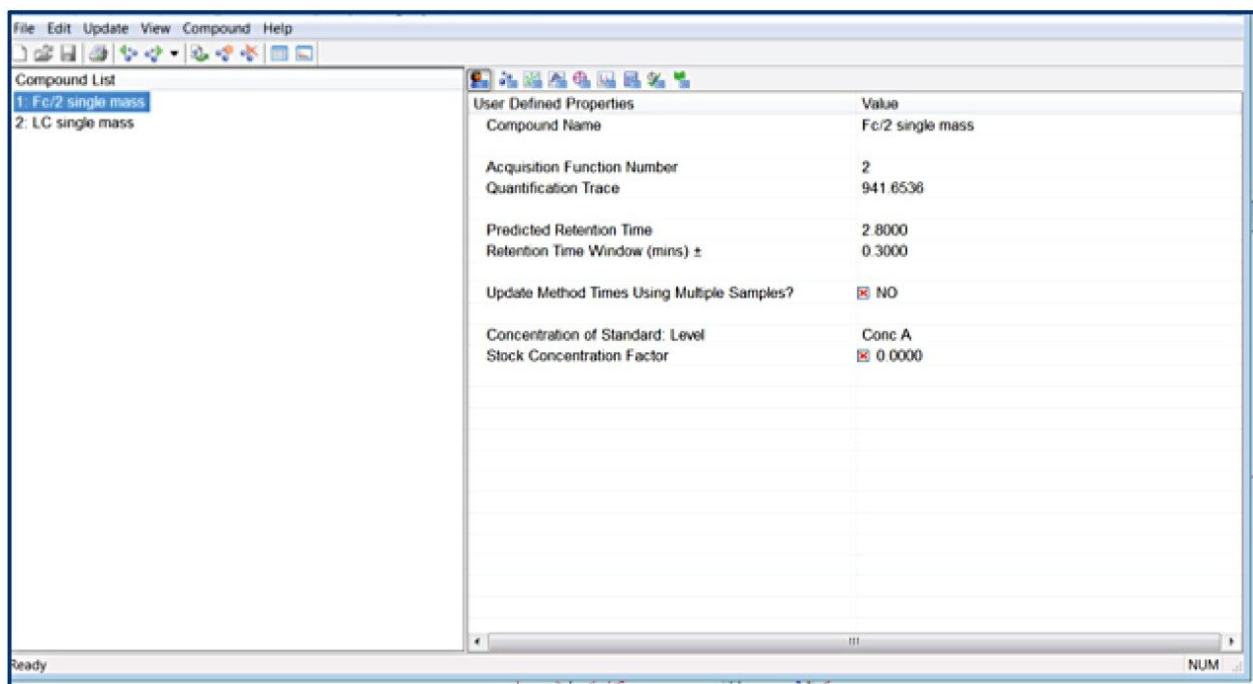 File Edit Update View Compound Help
Compound List
1: Fc/2 single mass
2: LC single mass
User Defined Properties Value
Compound Name Fc/2 single mass
Acquisition Function Number 2
Quantification Trace 941.6536
Predicted Retention Time 2.8000
Retention Time Window (mins) ± 0.3000
Update Method Times Using Multiple Samples? NO
Concentration of Standard: Level Conc A
Stock Concentration Factor 0.0000
Ready NUM